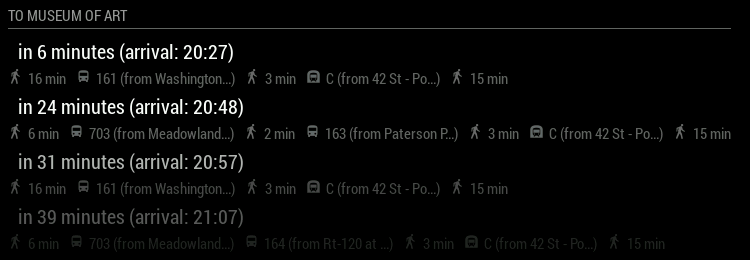 TO MUSEUM OF ART
in 6 minutes (arrival: 20:27)
16 min 161 (from Washington...) 3 min C (from 42 St - Po...) 15 min
in 24 minutes (arrival: 20:48)
6 min 703 (from Meadowland...) 2 min 163 (from Paterson P...) 3 min C (from 42 St - Po...) 15 min
in 31 minutes (arrival: 20:57)
16 min 161 (from Washington...) 3 min C (from 42 St - Po...) 15 min
in 39 minutes (arrival: 21:07)
6 min 703 (from Meadowland...) 164 (from Rt-120 at ...) 3 min C (from 42 St - Po...) 15 min